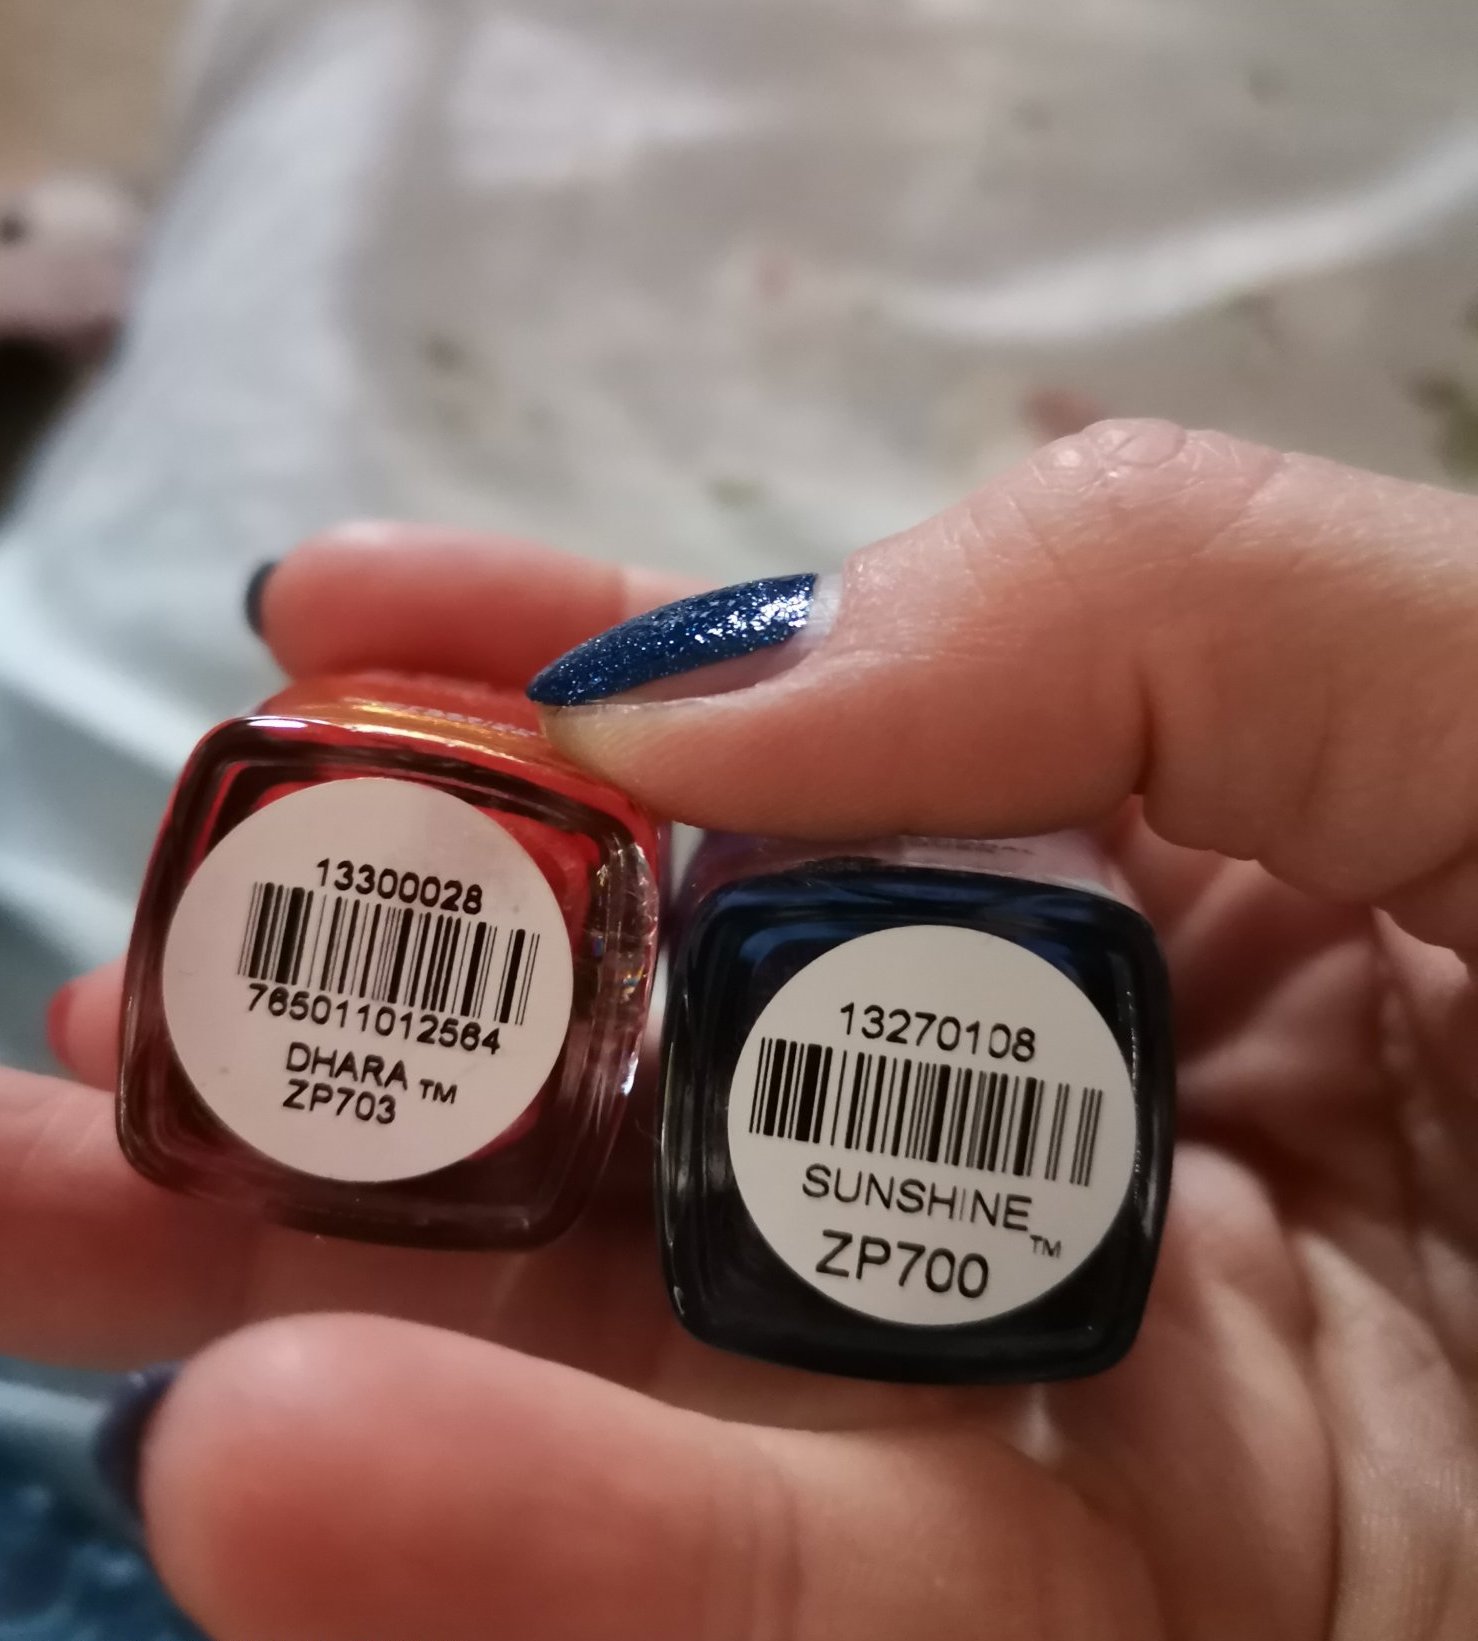 13300028
765011012564
DHARA ™
ZP703
13270108
SUNSHINE ™
ZP700